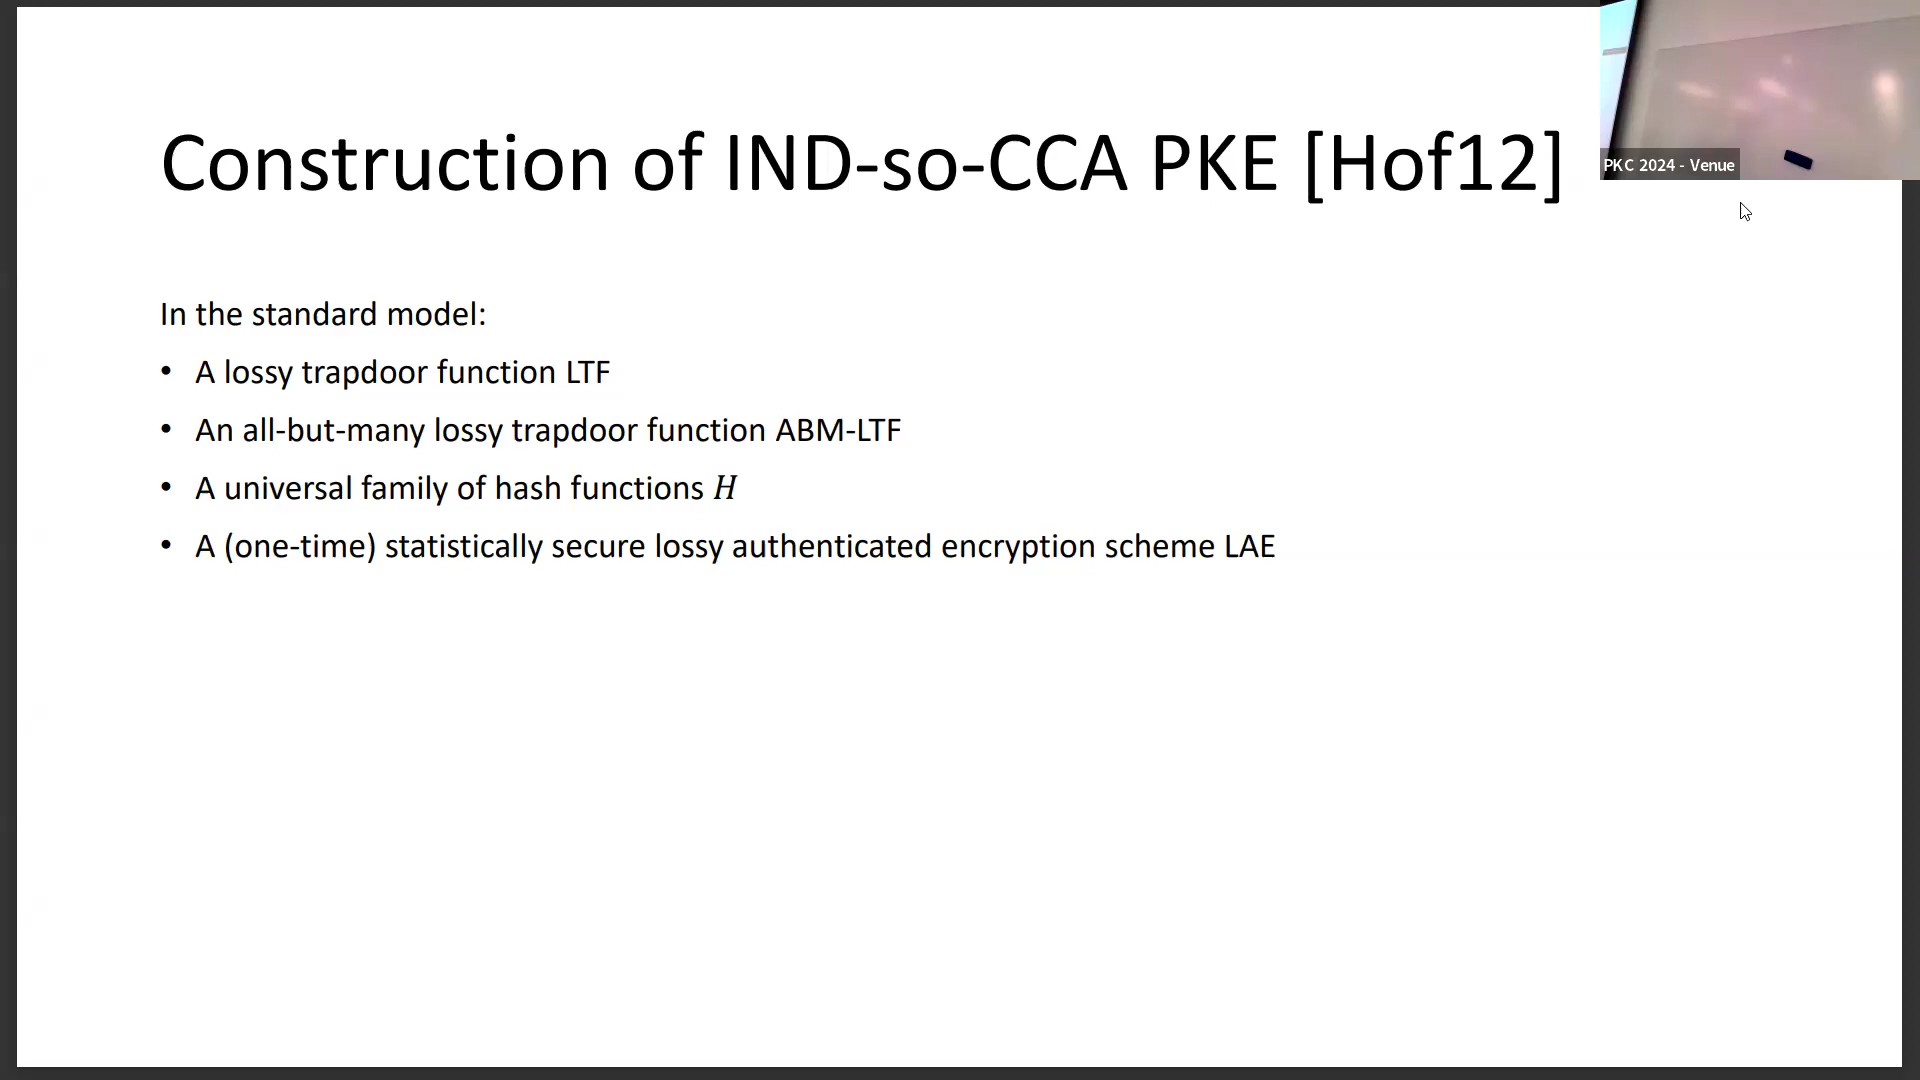 Construction of IND-so-CCA PKE [Hof12]
PKC 2024 - Venue
In the standard model:
• A lossy trapdoor function LTF
• An all-but-many lossy trapdoor function ABM-LTF
• A universal family of hash functions H
• A (one-time) statistically secure lossy authenticated encryption scheme LAE